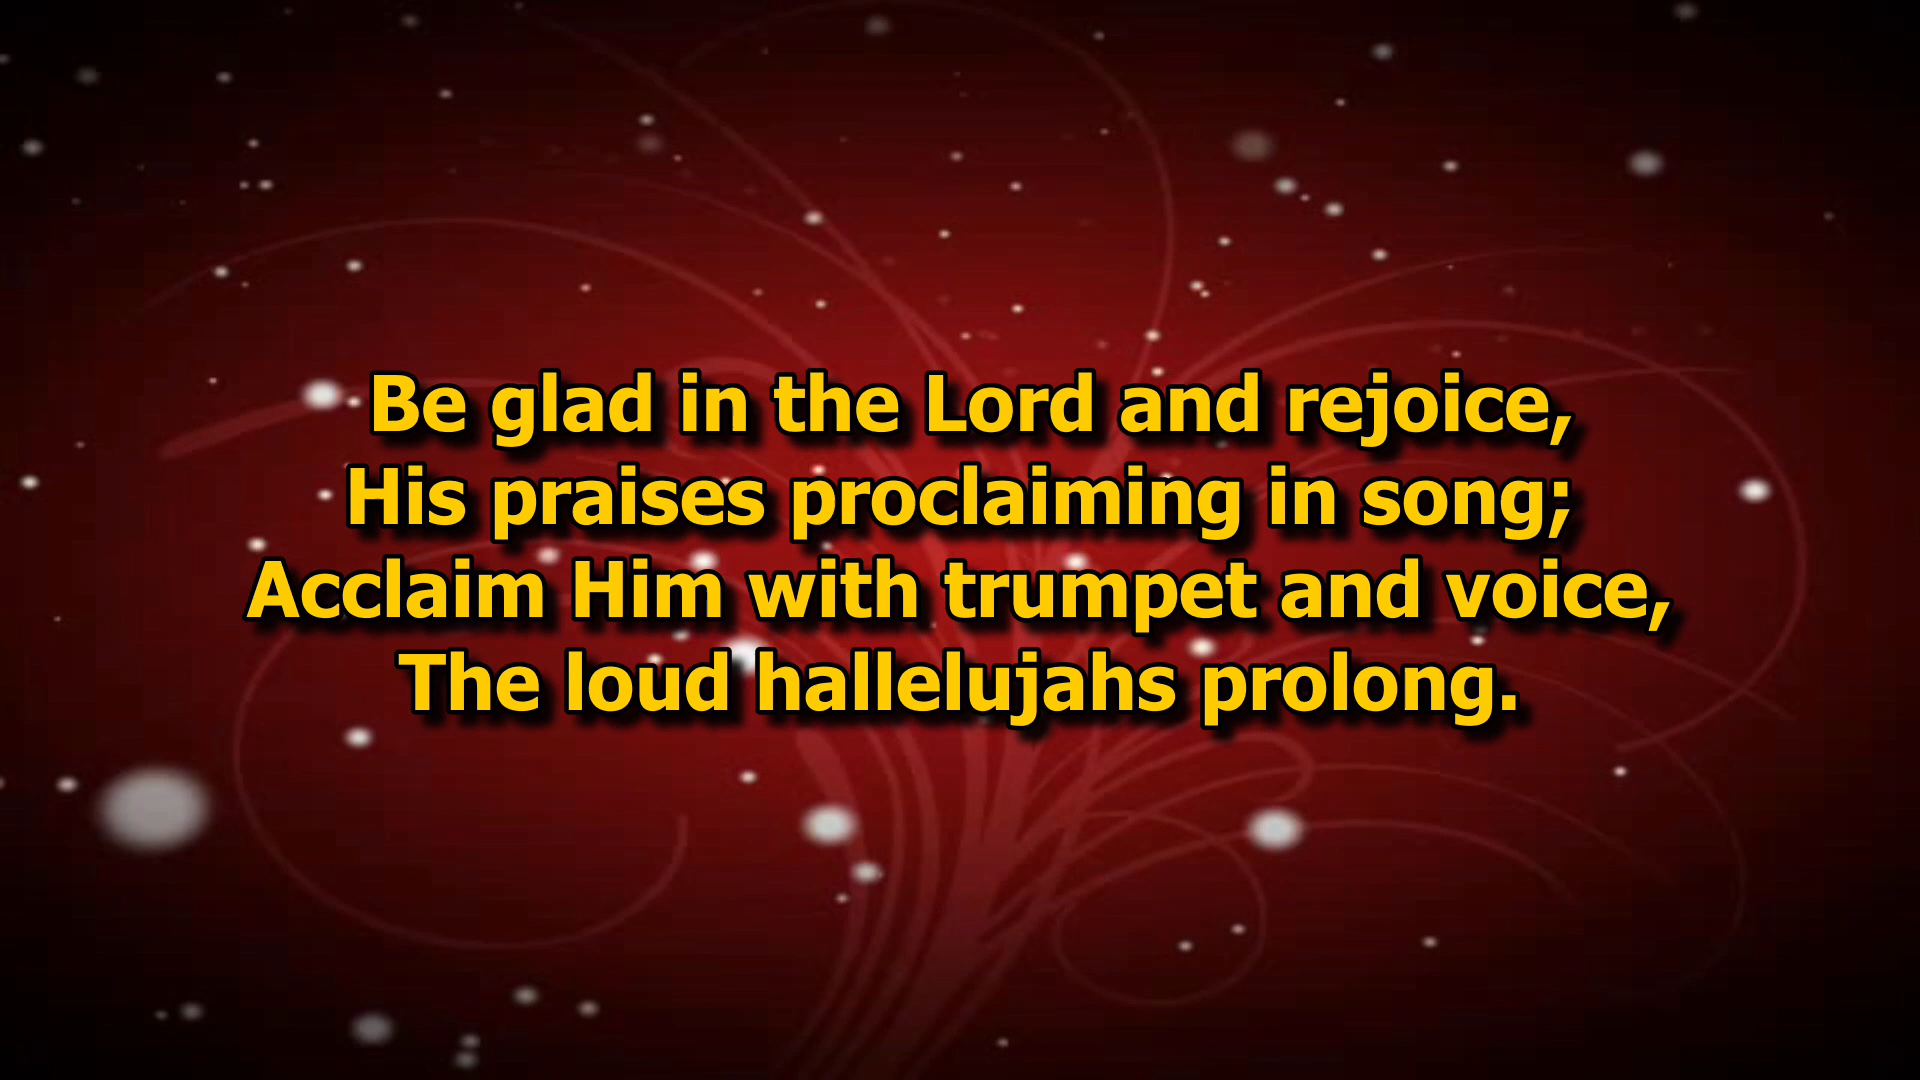 Be glad in the Lord and rejoice,
His praises proclaiming in song;
Acclaim Him with trumpet and voice,
The loud hallelujahs prolong.